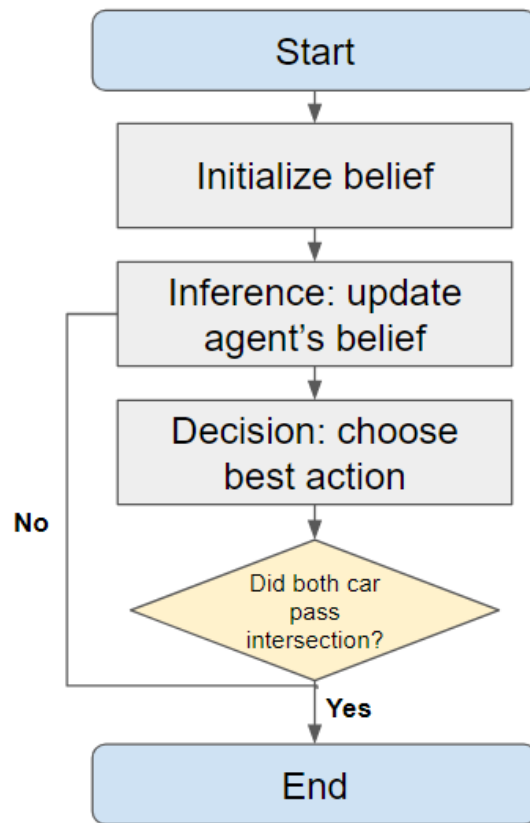 Start
Initialize belief
Inference: update
agent's belief
Decision: choose
best action
No
Did both car
pass
intersection?
Yes
End